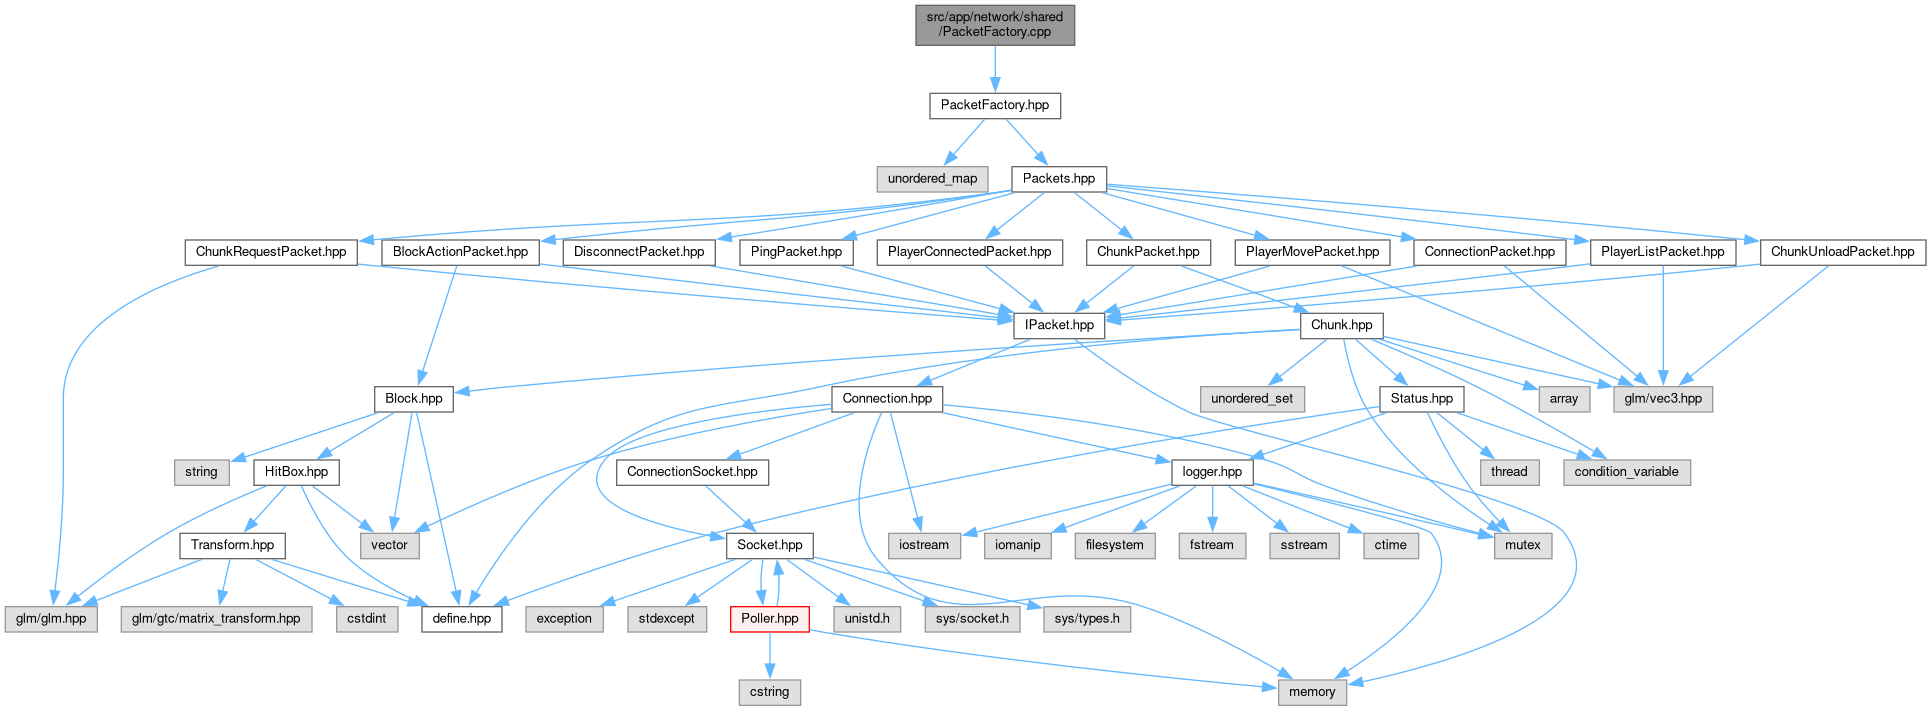 src/app/network/shared
/PacketFactory.cpp
PacketFactory.hpp
unordered_map
Packets.hpp
ChunkRequestPacket.hpp
BlockActionPacket.hpp
DisconnectPacket.hpp
PingPacket.hpp
PlayerConnectedPacket.hpp
ChunkPacket.hpp
PlayerMovePacket.hpp
ConnectionPacket.hpp
PlayerListPacket.hpp
ChunkUnloadPacket.hpp
IPacket.hpp
Chunk.hpp
Block.hpp
Connection.hpp
unordered_set
Status.hpp
array
glm/vec3.hpp
string
HitBox.hpp
ConnectionSocket.hpp
logger.hpp
thread
condition_variable
Transform.hpp
vector
Socket.hpp
iostream
iomanip
filesystem
fstream
sstream
ctime
mutex
glm/glm.hpp
glm/gtc/matrix_transform.hpp
cstdint
define.hpp
exception
stdexcept
Poller.hpp
unistd.h
sys/socket.h
sys/types.h
cstring
memory